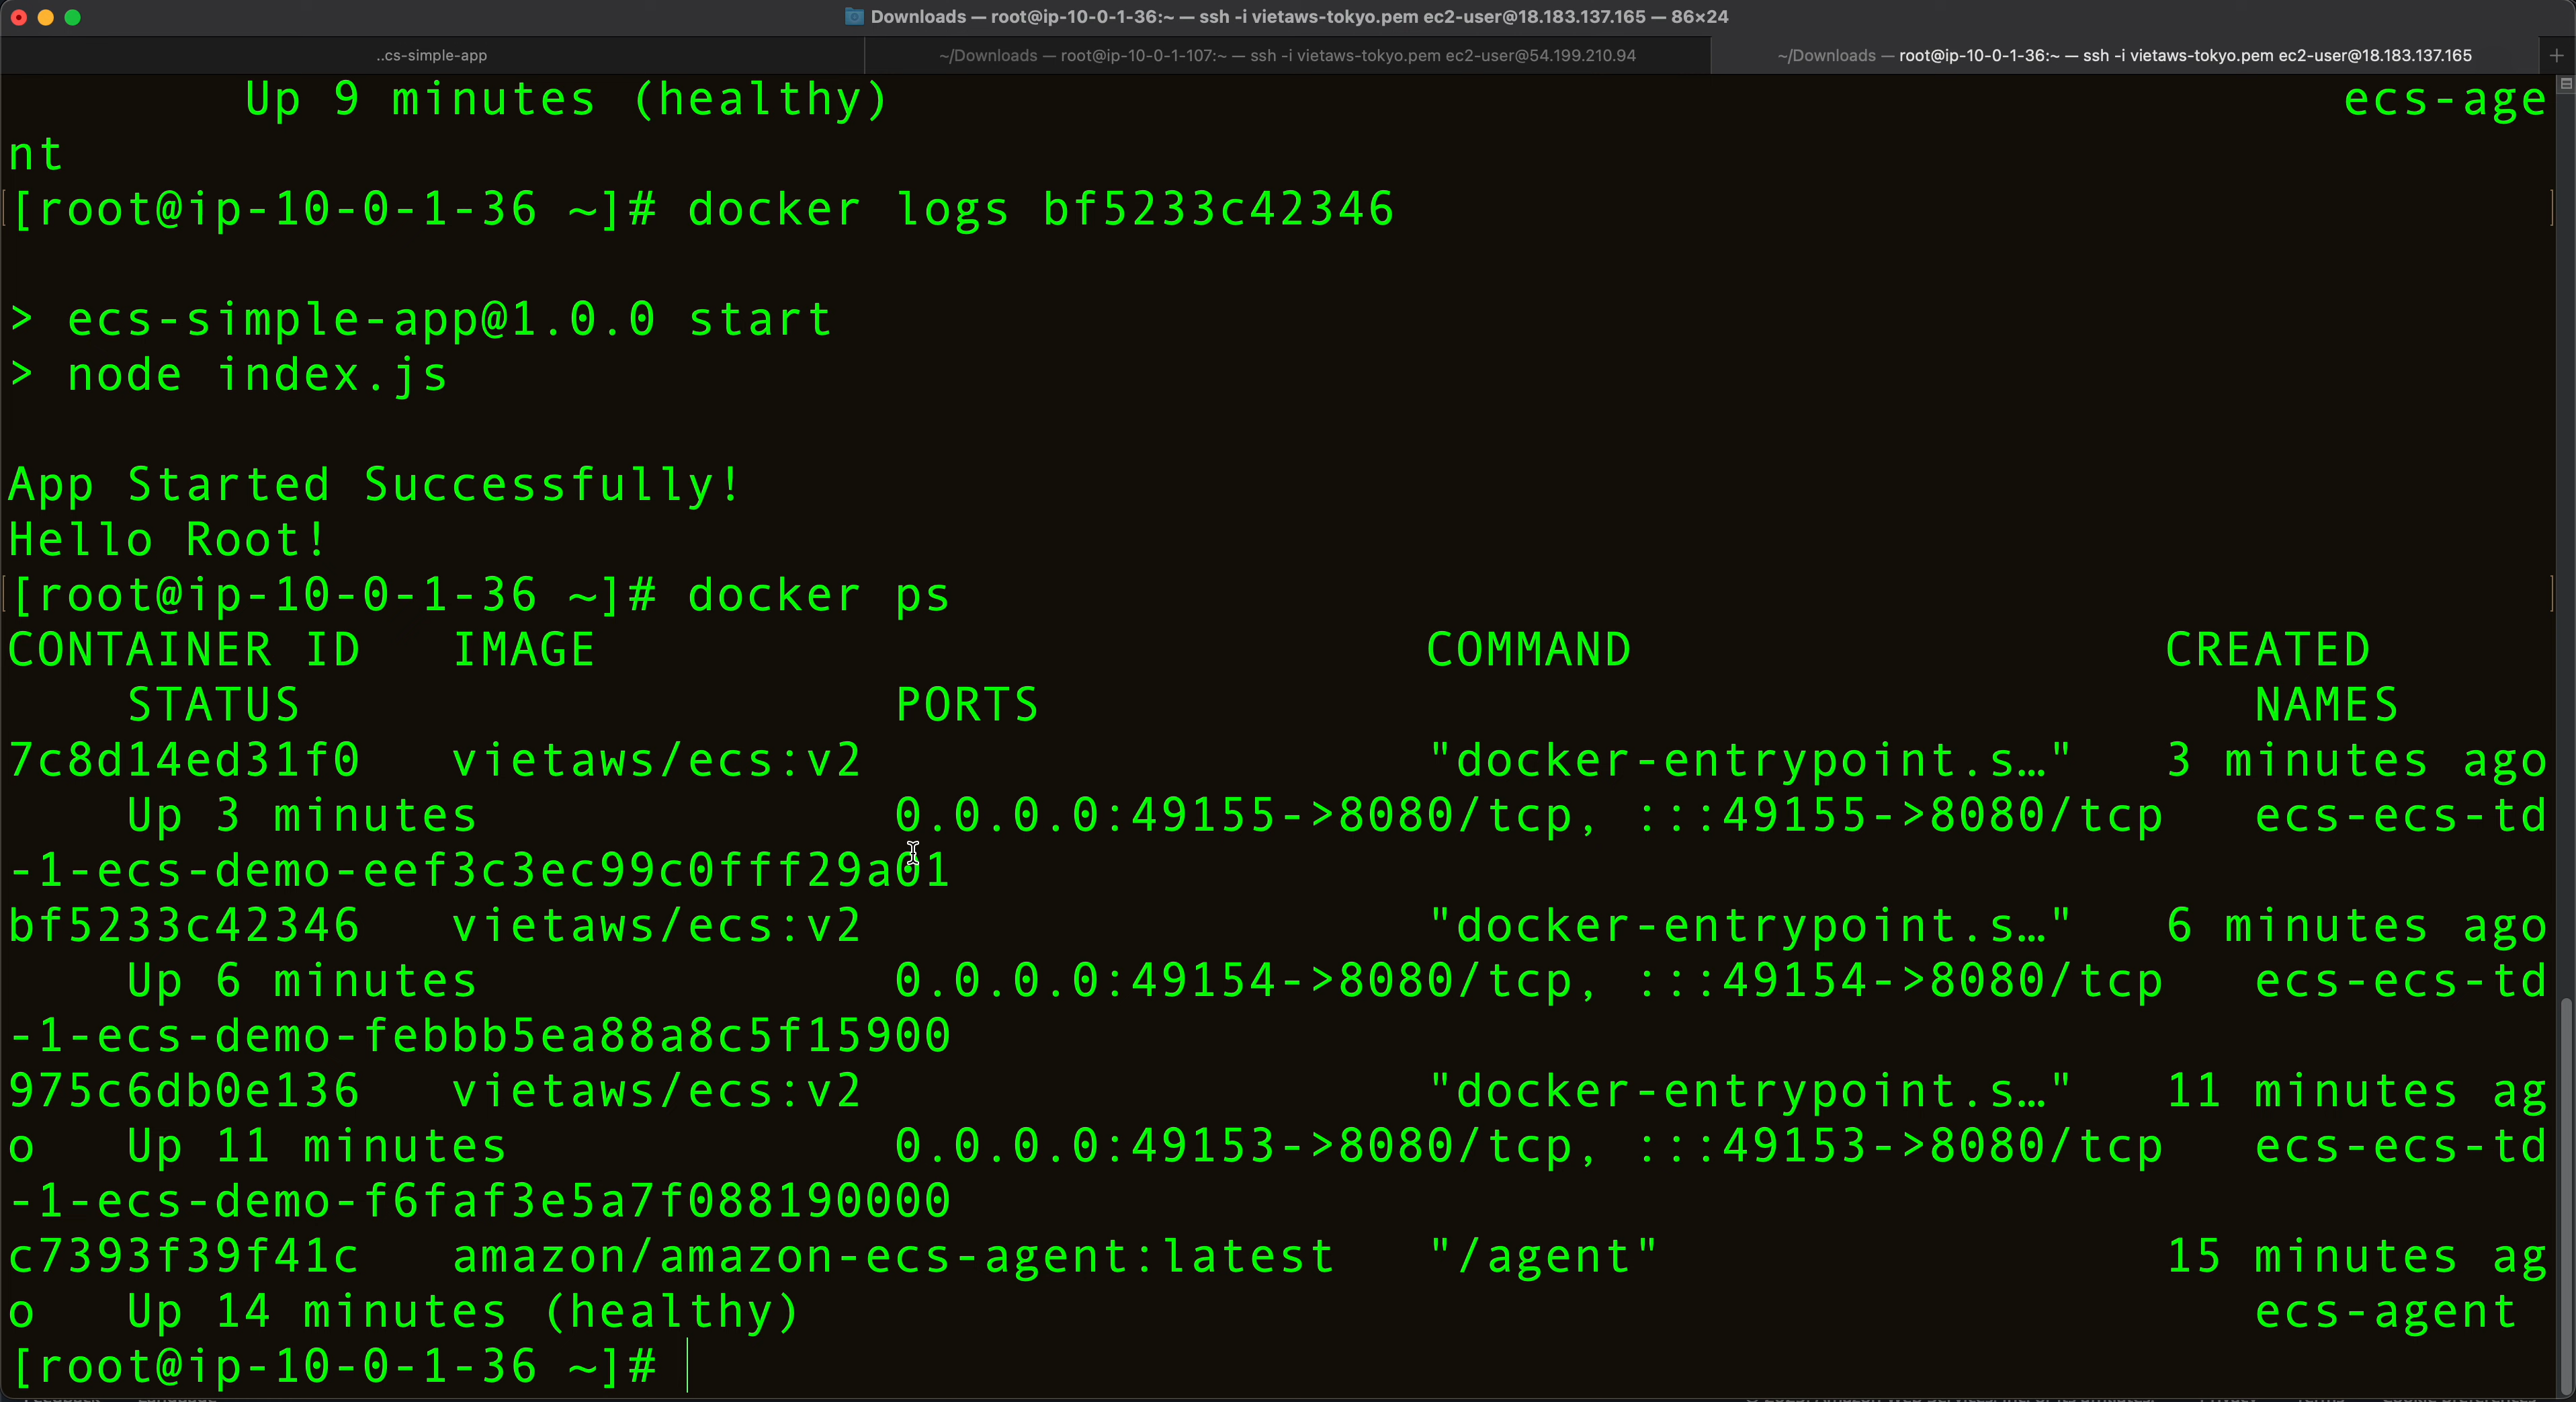 Downloads — root@ip-10-0-1-36:~ — ssh -i vietaws-tokyo.pem ec2-user@18.183.137.165 — 86×24
..cs-simple-app
~/Downloads — root@ip-10-0-1-107:~ — ssh -i vietaws-tokyo.pem ec2-user@54.199.210.94
~/Downloads — root@ip-10-0-1-36:~ — ssh -i vietaws-tokyo.pem ec2-user@18.183.137.165
Up 9 minutes (healthy) ecs-age
nt
[root@ip-10-0-1-36 ~]# docker logs bf5233c42346
> ecs-simple-app@1.0.0 start
> node index.js
App Started Successfully!
Hello Root!
[root@ip-10-0-1-36 ~]# docker ps
CONTAINER ID IMAGE COMMAND CREATED
STATUS PORTS NAMES
7c8d14ed31f0 vietaws/ecs:v2 "docker-entrypoint.s…" 3 minutes ago
Up 3 minutes 0.0.0.0:49155->8080/tcp, :::49155->8080/tcp ecs-ecs-td
-1-ecs-demo-eef3c3ec99c0fff29a01
bf5233c42346 vietaws/ecs:v2 "docker-entrypoint.s…" 6 minutes ago
Up 6 minutes 0.0.0.0:49154->8080/tcp, :::49154->8080/tcp ecs-ecs-td
-1-ecs-demo-febbb5ea88a8c5f15900
975c6db0e136 vietaws/ecs:v2 "docker-entrypoint.s…" 11 minutes ag
o Up 11 minutes 0.0.0.0:49153->8080/tcp, :::49153->8080/tcp ecs-ecs-td
-1-ecs-demo-f6faf3e5a7f088190000
c7393f39f41c amazon/amazon-ecs-agent:latest "/agent" 15 minutes ag
o Up 14 minutes (healthy) ecs-agent
[root@ip-10-0-1-36 ~]#